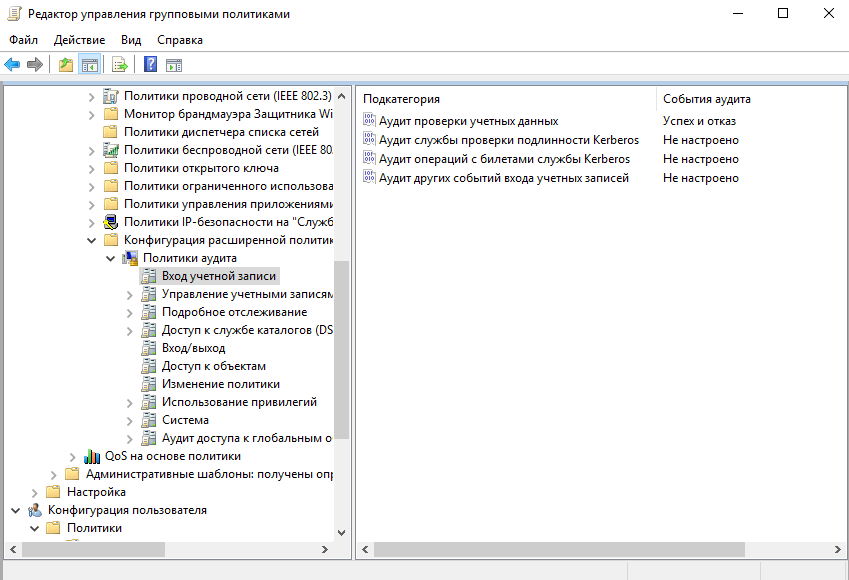 Редактор управления групповыми политиками
Файл Действие Вид Справка
Политики проводной сети (IEEE 802.3)
Монитор брандмауэра Защитника Wi
Политики диспетчера списка сетей
Политики беспроводной сети (IEEE 80
Политики открытого ключа
Политики ограниченного использова
Политики управления приложениями
Политики IP-безопасности на "Служб
Конфигурация расширенной политик
Политики аудита
Вход учетной записи
Управление учетными записям
Подробное отслеживание
Доступ к службе каталогов (DS
Вход/выход
Доступ к объектам
Изменение политики
Использование привилегий
Система
Аудит доступа к глобальным о
QoS на основе политики
Административные шаблоны: получены опр
Настройка
Конфигурация пользователя
Политики
Подкатегория События аудита
Аудит проверки учетных данных Успех и отказ
Аудит службы проверки подлинности Kerberos Не настроено
Аудит операций с билетами службы Kerberos Не настроено
Аудит других событий входа учетных записей Не настроено